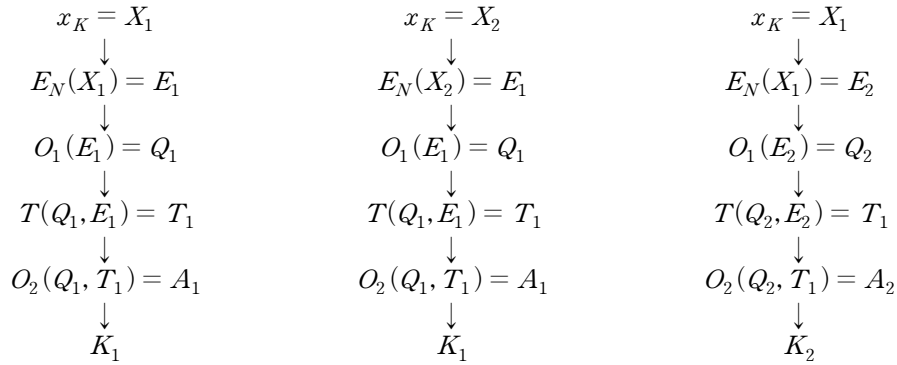 x_K = X_1 x_K = X_2 x_K = X_1
↓ ↓ ↓
E_N(X_1) = E_1 E_N(X_2) = E_1 E_N(X_1) = E_2
↓ ↓ ↓
O_1(E_1) = Q_1 O_1(E_1) = Q_1 O_1(E_2) = Q_2
↓ ↓ ↓
T(Q_1, E_1) = T_1 T(Q_1, E_1) = T_1 T(Q_2, E_2) = T_1
↓ ↓ ↓
O_2(Q_1, T_1) = A_1 O_2(Q_1, T_1) = A_1 O_2(Q_2, T_1) = A_2
↓ ↓ ↓
K_1 K_1 K_2